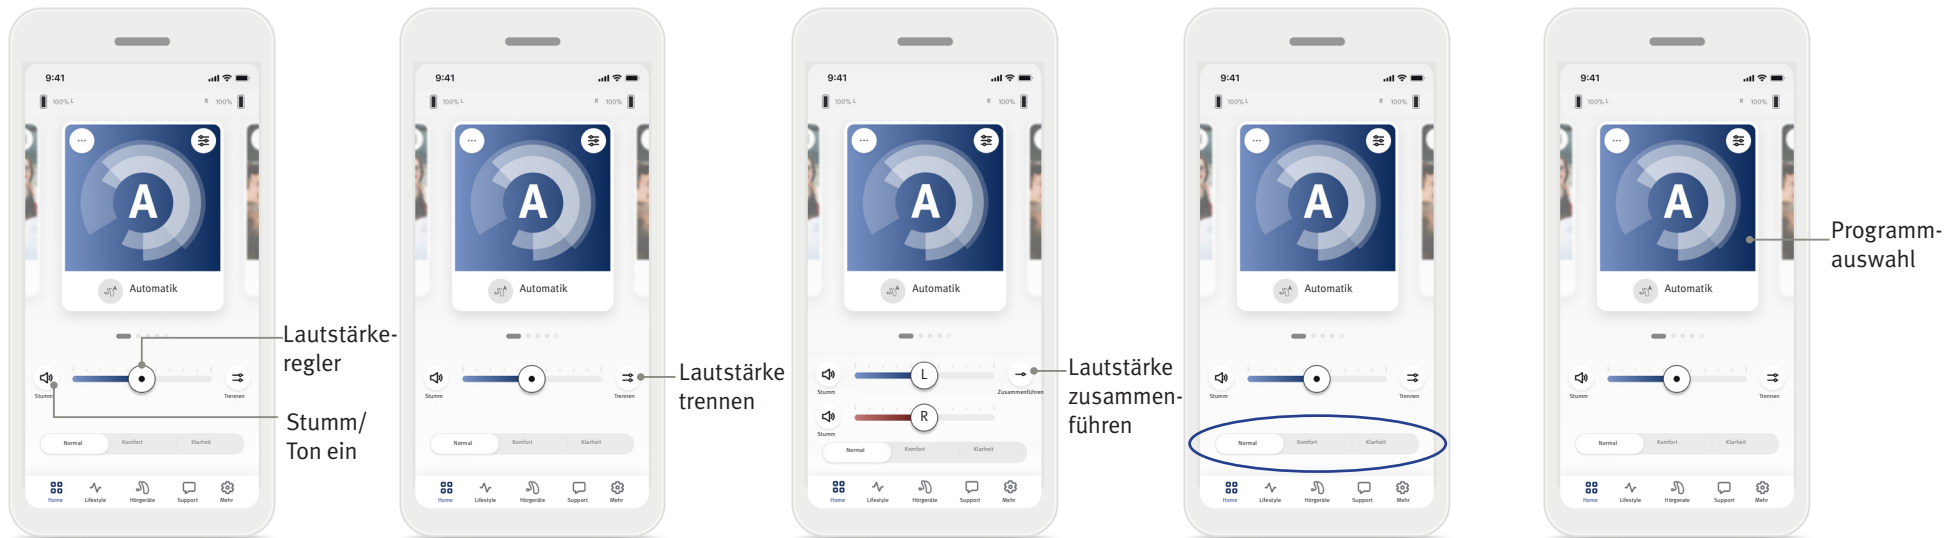 9:41
100% L
R 100%
...
A
Automatik
Stumm
Trennen
Normal Komfort Klarheit
Home Lifestyle Hörgeräte Support Mehr
Lautstärke-
regler
Stumm/
Ton ein
9:41
100% L
R 100%
...
A
Automatik
Stumm
Trennen
Normal Komfort Klarheit
Home Lifestyle Hörgeräte Support Mehr
Lautstärke
trennen
9:41
100% L
R 100%
...
A
Automatik
L
Stumm
Zusammenführen
R
Stumm
Normal Komfort Klarheit
Home Lifestyle Hörgeräte Support Mehr
Lautstärke
zusammen-
führen
9:41
100% L
R 100%
...
A
Automatik
Stumm
Trennen
Normal Komfort Klarheit
Home Lifestyle Hörgeräte Support Mehr
9:41
100% L
R 100%
...
A
Automatik
Stumm
Trennen
Normal Komfort Klarheit
Home Lifestyle Hörgeräte Support Mehr
Programm-
auswahl